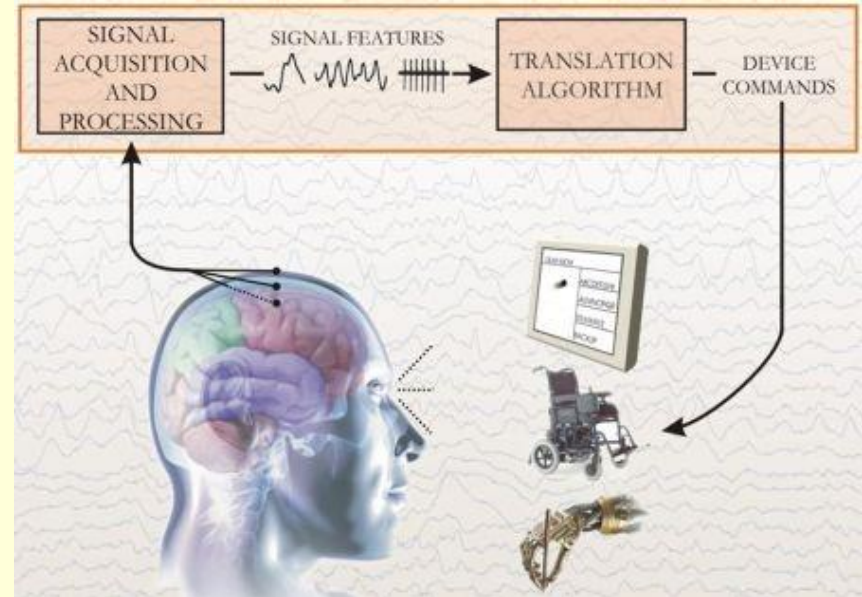 SIGNAL
ACQUISITION
AND
PROCESSING
SIGNAL FEATURES
TRANSLATION
ALGORITHM
DEVICE
COMMANDS